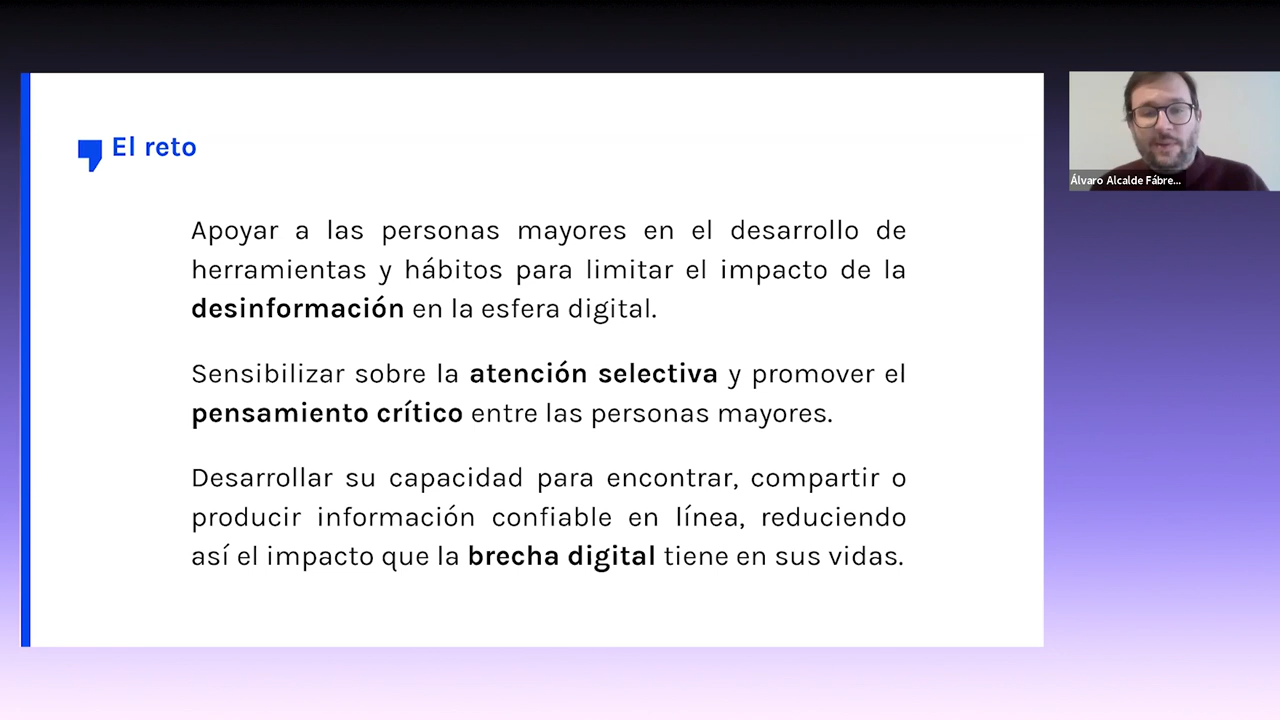 El reto
Apoyar a las personas mayores en el desarrollo de
herramientas y hábitos para limitar el impacto de la
desinformación en la esfera digital.
Sensibilizar sobre la atención selectiva y promover el
pensamiento crítico entre las personas mayores.
Desarrollar su capacidad para encontrar, compartir o
producir información confiable en línea, reduciendo
así el impacto que la brecha digital tiene en sus vidas.
Álvaro Alcalde Fábre...